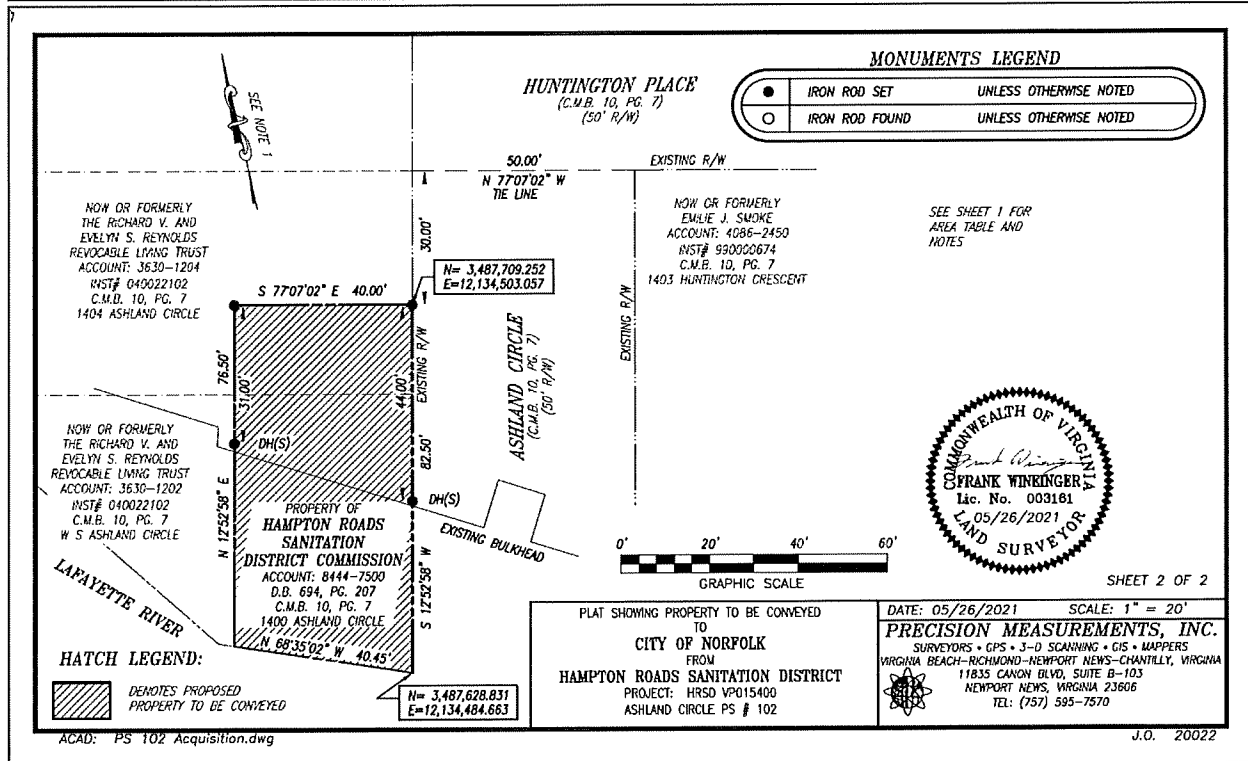 MONUMENTS LEGEND
IRON ROD SET UNLESS OTHERWISE NOTED
IRON ROD FOUND UNLESS OTHERWISE NOTED
HUNTINGTON PLACE
(C.M.B. 10, PG. 7)
(50' R/W)
SEE NOTE 1
50.00'
N 77°07'02" W
TIE LINE
EXISTING R/W
30.00'
NOW OR FORMERLY
THE RICHARD V. AND
EVELYN S. REYNOLDS
REVOCABLE LIVING TRUST
ACCOUNT: 3630-1204
INST# 040022102
C.M.B. 10, PG. 7
1404 ASHLAND CIRCLE
NOW OR FORMERLY
EMILIE J. SMOKE
ACCOUNT: 4086-2450
INST# 990000674
C.M.B. 10, PG. 7
1403 HUNTINGTON CRESCENT
SEE SHEET 1 FOR
AREA TABLE AND
NOTES
N= 3,487,709.252
E=12,134,503.057
S 77°07'02" E 40.00'
76.50'
31.00'
44.00'
EXISTING R/W
82.50'
ASHLAND CIRCLE
(C.M.B. 10, PG. 7)
(50' R/W)
EXISTING R/W
DH(S)
DH(S)
NOW OR FORMERLY
THE RICHARD V. AND
EVELYN S. REYNOLDS
REVOCABLE LIVING TRUST
ACCOUNT: 3630-1202
INST# 040022102
C.M.B. 10, PG. 7
W S ASHLAND CIRCLE
N 12°52'58" E
PROPERTY OF
HAMPTON ROADS
SANITATION
DISTRICT COMMISSION
ACCOUNT: 8444-7500
D.B. 694, PG. 207
C.M.B. 10, PG. 7
1400 ASHLAND CIRCLE
S 12°52'58" W
EXISTING BULKHEAD
LAFAYETTE RIVER
N 68°35'02" W 40.45'
N= 3,487,628.831
E=12,134,484.663
HATCH LEGEND:
DENOTES PROPOSED
PROPERTY TO BE CONVEYED
0' 20' 40' 60'
GRAPHIC SCALE
COMMONWEALTH OF VIRGINIA
Frank Winkinger
FRANK WINKINGER
Lic. No. 003181
05/26/2021
LAND SURVEYOR
SHEET 2 OF 2
PLAT SHOWING PROPERTY TO BE CONVEYED
TO
CITY OF NORFOLK
FROM
HAMPTON ROADS SANITATION DISTRICT
PROJECT: HRSD VP015400
ASHLAND CIRCLE PS # 102
DATE: 05/26/2021 SCALE: 1" = 20'
PRECISION MEASUREMENTS, INC.
SURVEYORS • GPS • 3-D SCANNING • GIS • MAPPERS
VIRGINIA BEACH-RICHMOND-NEWPORT NEWS-CHANTILLY, VIRGINIA
11835 CANON BLVD, SUITE B-103
NEWPORT NEWS, VIRGINIA 23606
TEL: (757) 595-7570
ACAD: PS 102 Acquisition.dwg
J.O. 20022